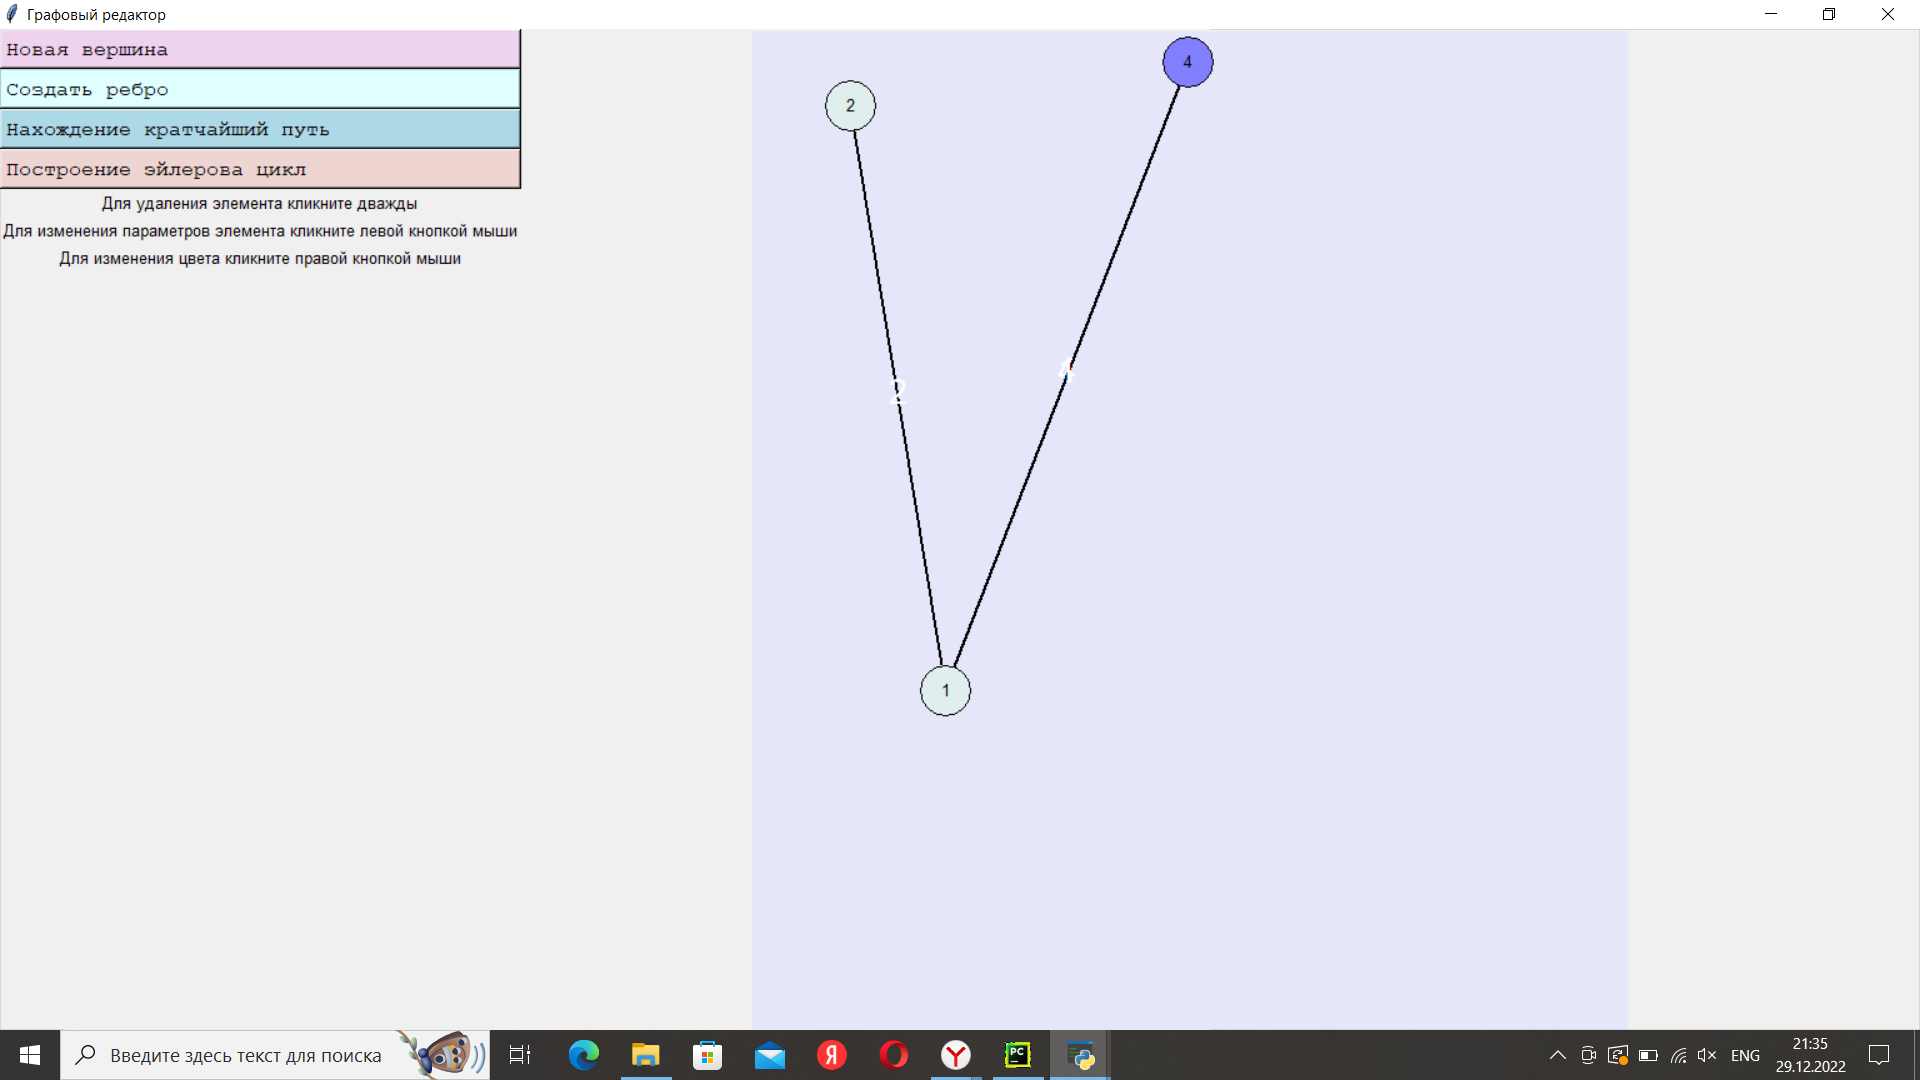 Графовый редактор
Новая вершина
Создать ребро
Нахождение кратчайший путь
Построение эйлерова цикл
Для удаления элемента кликните дважды
Для изменения параметров элемента кликните левой кнопкой мыши
Для изменения цвета кликните правой кнопкой мыши
4
2
4
2
1
Введите здесь текст для поиска
Я
Y
PC
ENG
21:35
29.12.2022